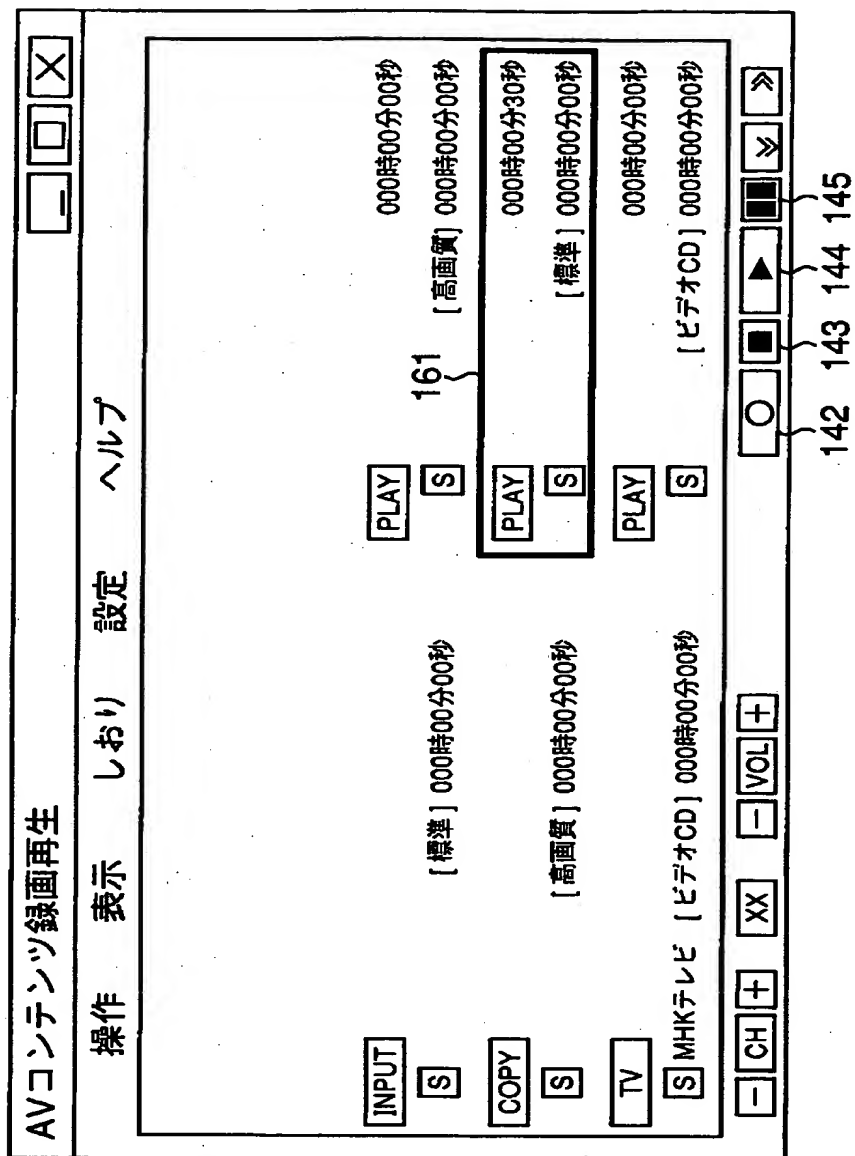 AVコンテンツ録画再生
操作 表示 しおり 設定 ヘルプ
INPUT PLAY 000時00分00秒
S [標準] 000時00分00秒 S [高画質] 000時00分00秒
161
COPY PLAY 000時00分30秒
S [高画質] 000時00分00秒 S [標準] 000時00分00秒
TV PLAY 000時00分00秒
S MHKテレビ [ビデオCD] 000時00分00秒 S [ビデオCD] 000時00分00秒
− CH + XX − VOL +
142 143 144 145